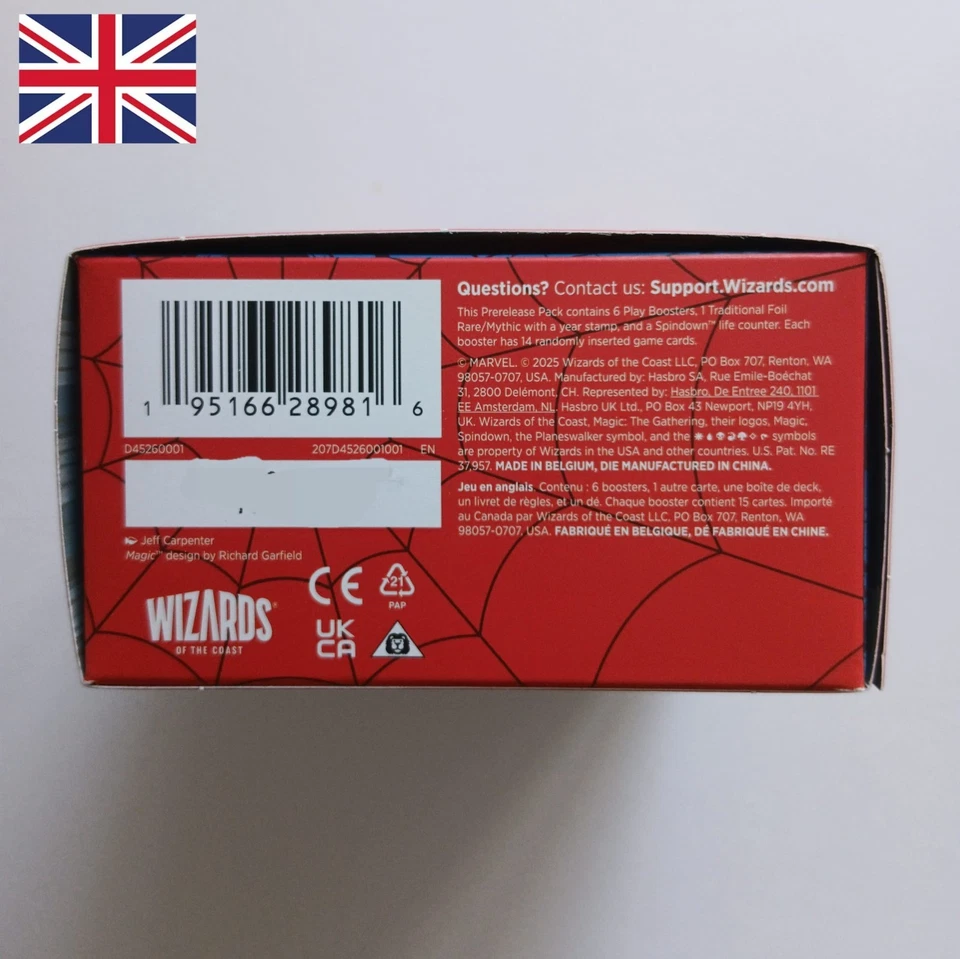 1 95166 28981 6
D45260001 207D45260001001 EN
Jeff Carpenter
Magic™ design by Richard Garfield
WIZARDS®
OF THE COAST
CE
21
PAP
UK
CA
Questions? Contact us: Support.Wizards.com
This Prerelease Pack contains 6 Play Boosters, 1 Traditional Foil
Rare/Mythic with a year stamp, and a Spindown™ life counter. Each
booster has 14 randomly inserted game cards.
© MARVEL. © 2025 Wizards of the Coast LLC, PO Box 707, Renton, WA
98057-0707, USA. Manufactured by: Hasbro SA, Rue Emile-Boéchat
31, 2800 Delémont, CH. Represented by: Hasbro, De Entree 240, 1101
EE Amsterdam, NL. Hasbro UK Ltd., PO Box 43 Newport, NP19 4YH,
UK. Wizards of the Coast, Magic: The Gathering, their logos, Magic,
Spindown, the Planeswalker symbol, and the symbols
are property of Wizards in the USA and other countries. U.S. Pat. No. RE
37,957. MADE IN BELGIUM, DIE MANUFACTURED IN CHINA.
Jeu en anglais. Contenu : 6 boosters, 1 autre carte, une boîte de deck,
un livret de règles, et un dé. Chaque booster contient 15 cartes. Importé
au Canada par Wizards of the Coast LLC, PO Box 707, Renton, WA
98057-0707, USA. FABRIQUÉ EN BELGIQUE, DÉ FABRIQUÉ EN CHINE.